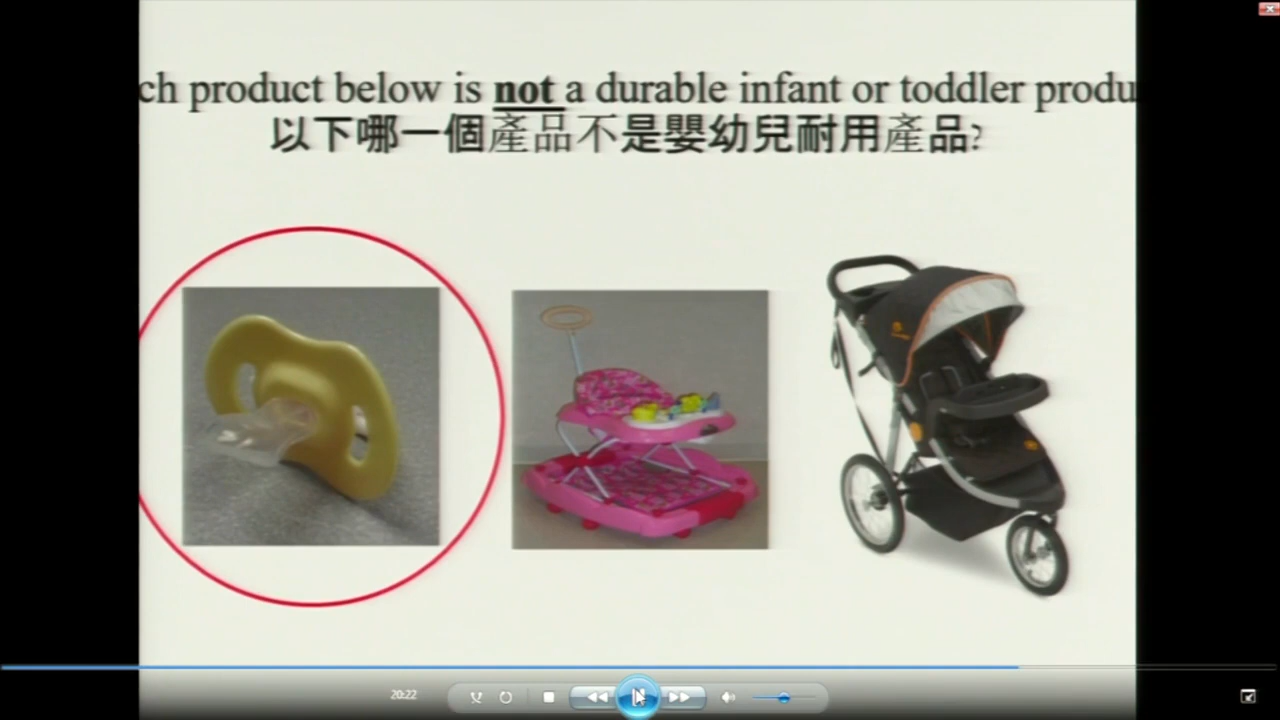 ch product below is not a durable infant or toddler produ
以下哪一個產品不是嬰幼兒耐用產品?
20:22